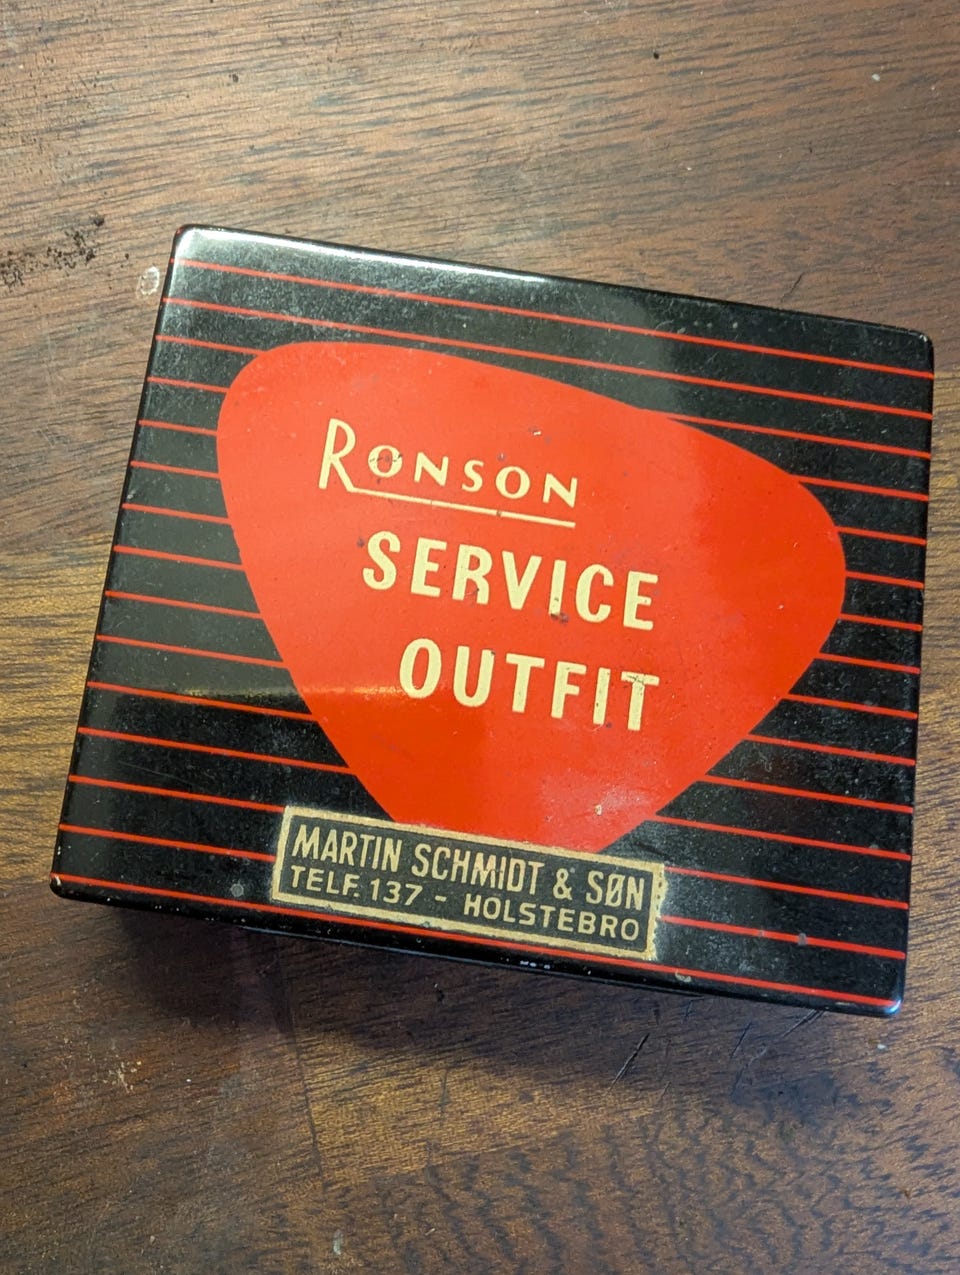 RONSON
SERVICE
OUTFIT
MARTIN SCHMIDT & SØN
TELF. 137 - HOLSTEBRO